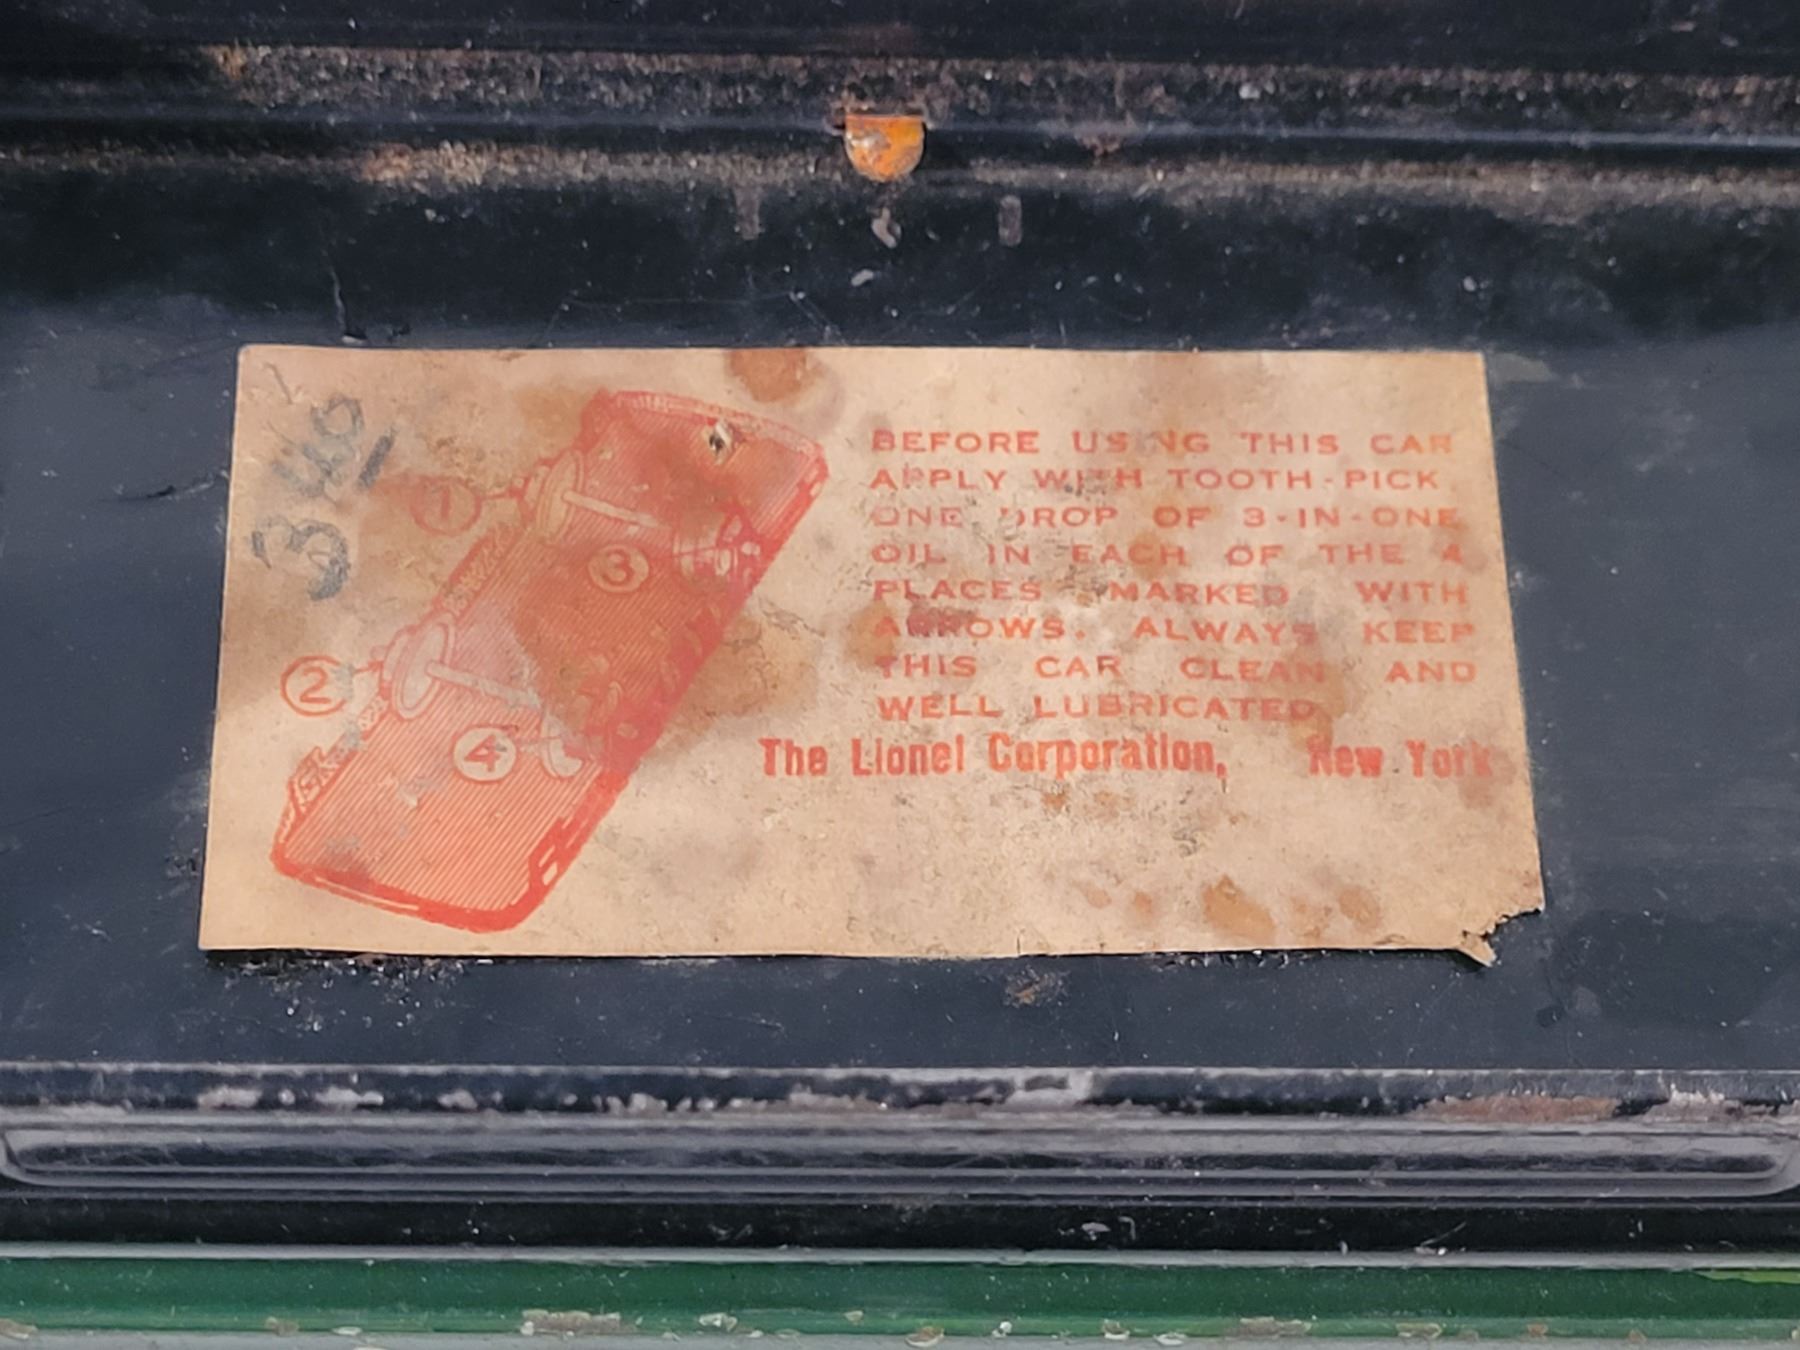 340
1
2
3
4
BEFORE USING THIS CAR
APPLY WITH TOOTH-PICK
ONE DROP OF 3-IN-ONE
OIL IN EACH OF THE 4
PLACES MARKED WITH
ARROWS. ALWAYS KEEP
THIS CAR CLEAN AND
WELL LUBRICATED
The Lionel Corporation, New York